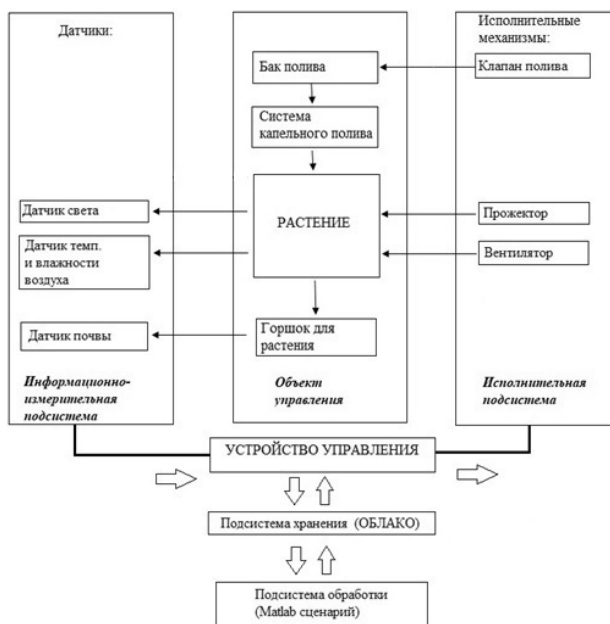 Датчики:
Датчик света
Датчик темп.
и влажности
воздуха
Датчик почвы
Информационно-
измерительная
подсистема
Бак полива
Система
капельного полива
РАСТЕНИЕ
Горшок для
растения
Объект
управления
Исполнительные
механизмы:
Клапан полива
Прожектор
Вентилятор
Исполнительная
подсистема
УСТРОЙСТВО УПРАВЛЕНИЯ
Подсистема хранения (ОБЛАКО)
Подсистема обработки
(Matlab сценарий)